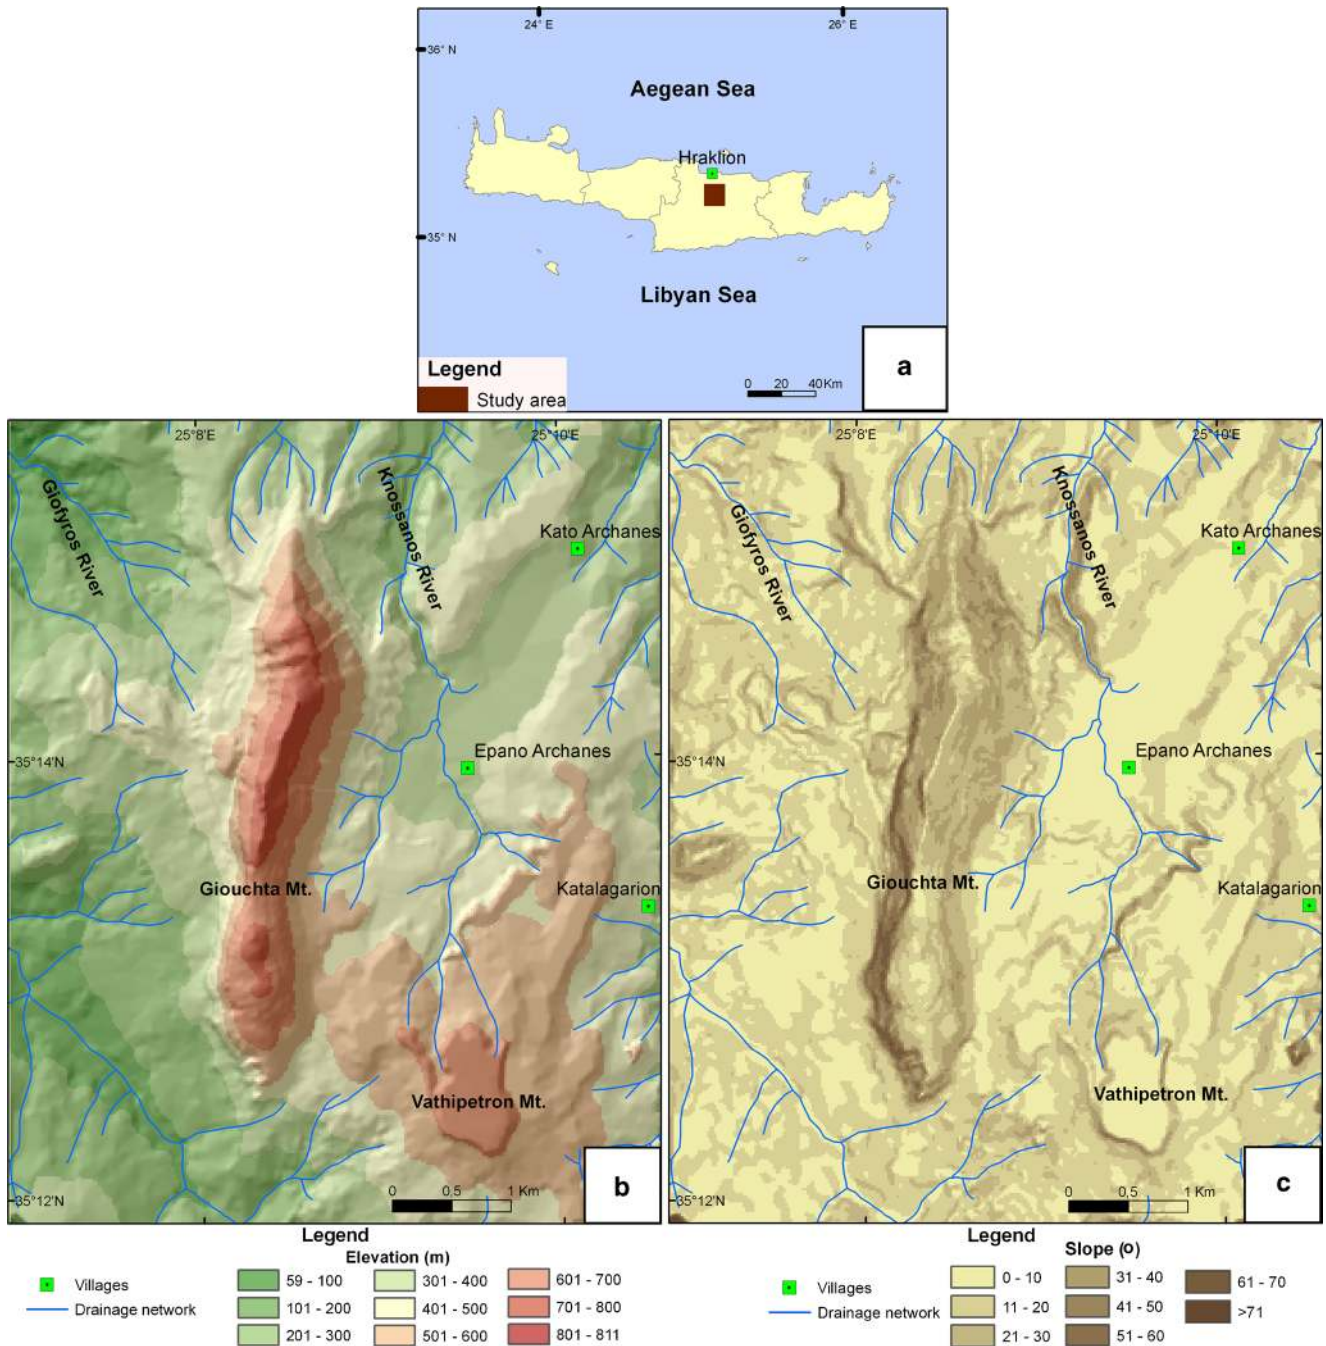 24° E
26° E
36° N
Aegean Sea
Hraklion
35° N
Libyan Sea
Legend
Study area
0 20 40 Km
a
25°8'E
25°10'E
Giofyros River
Knossanos River
Kato Archanes
35°14'N
Epano Archanes
Giouchta Mt.
Katalagarion
Vathipetron Mt.
35°12'N
0 0,5 1 Km
b
25°8'E
25°10'E
Giofyros River
Knossanos River
Kato Archanes
35°14'N
Epano Archanes
Giouchta Mt.
Katalagarion
Vathipetron Mt.
35°12'N
0 0,5 1 Km
c
Legend
Elevation (m)
Villages
Drainage network
59 - 100
101 - 200
201 - 300
301 - 400
401 - 500
501 - 600
601 - 700
701 - 800
801 - 811
Legend
Slope (o)
Villages
Drainage network
0 - 10
11 - 20
21 - 30
31 - 40
41 - 50
51 - 60
61 - 70
>71